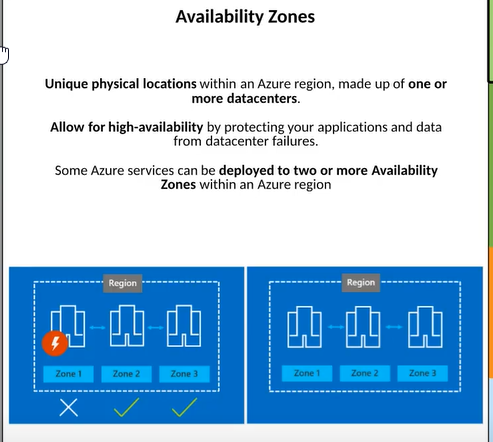 Availability Zones
Unique physical locations within an Azure region, made up of one or
more datacenters.
Allow for high-availability by protecting your applications and data
from datacenter failures.
Some Azure services can be deployed to two or more Availability
Zones within an Azure region
Region
Zone 1
Zone 2
Zone 3
Region
Zone 1
Zone 2
Zone 3